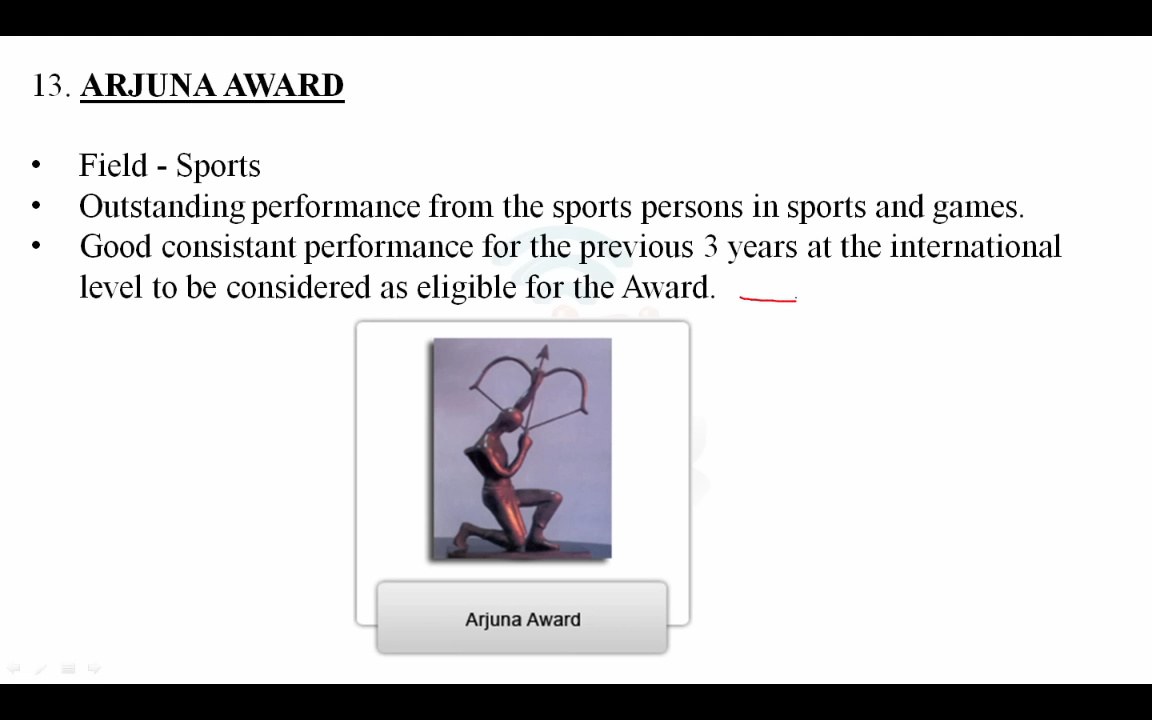 13. ARJUNA AWARD
• Field - Sports
• Outstanding performance from the sports persons in sports and games.
• Good consistant performance for the previous 3 years at the international
level to be considered as eligible for the Award.
Arjuna Award